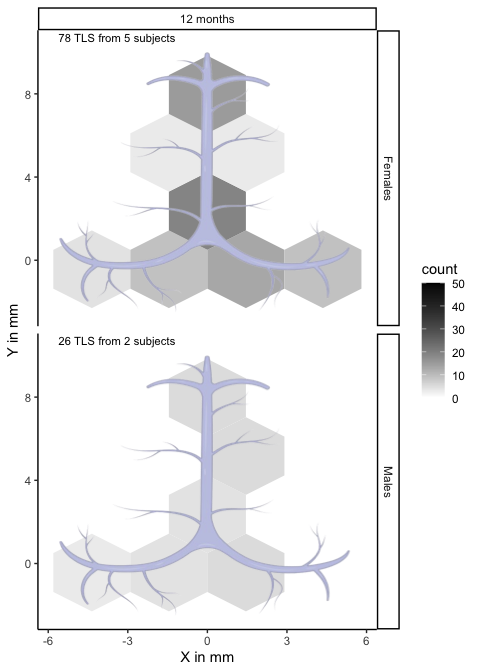 12 months
78 TLS from 5 subjects
8
4
0
Females
26 TLS from 2 subjects
8
4
0
Males
-6 -3 0 3 6
X in mm
Y in mm
count
50
40
30
20
10
0